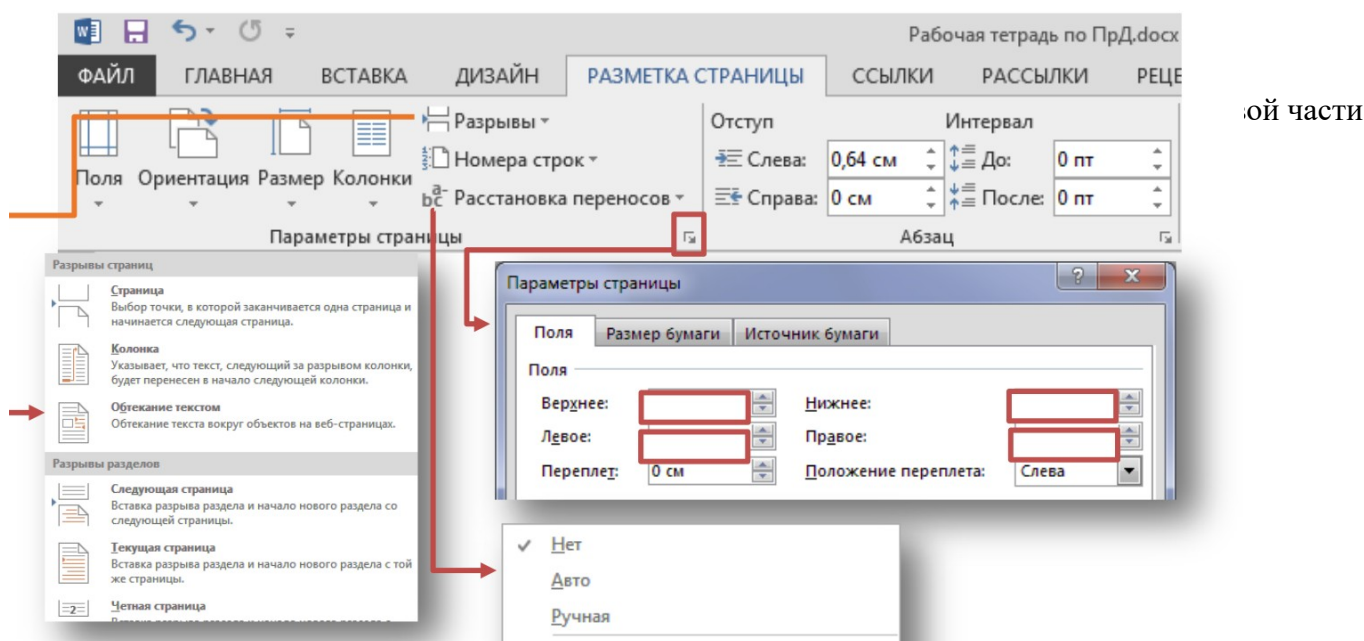 Рабочая тетрадь по ПрД.docx
ФАЙЛ ГЛАВНАЯ ВСТАВКА ДИЗАЙН РАЗМЕТКА СТРАНИЦЫ ССЫЛКИ РАССЫЛКИ РЕЦЕ
вой части
Поля Ориентация Размер Колонки
Разрывы
Номера строк
Расстановка переносов
Параметры страницы
Отступ Интервал
Слева: 0,64 см До: 0 пт
Справа: 0 см После: 0 пт
Абзац
Разрывы страниц
Страница
Выбор точки, в которой заканчивается одна страница и
начинается следующая страница.
Колонка
Указывает, что текст, следующий за разрывом колонки,
будет перенесен в начало следующей колонки.
Обтекание текстом
Обтекание текста вокруг объектов на веб-страницах.
Разрывы разделов
Следующая страница
Вставка разрыва раздела и начало нового раздела со
следующей страницы.
Текущая страница
Вставка разрыва раздела и начало нового раздела с той
же страницы.
Четная страница
Параметры страницы
Поля Размер бумаги Источник бумаги
Поля
Верхнее: Нижнее:
Левое: Правое:
Переплет: 0 см Положение переплета: Слева
Нет
Авто
Ручная